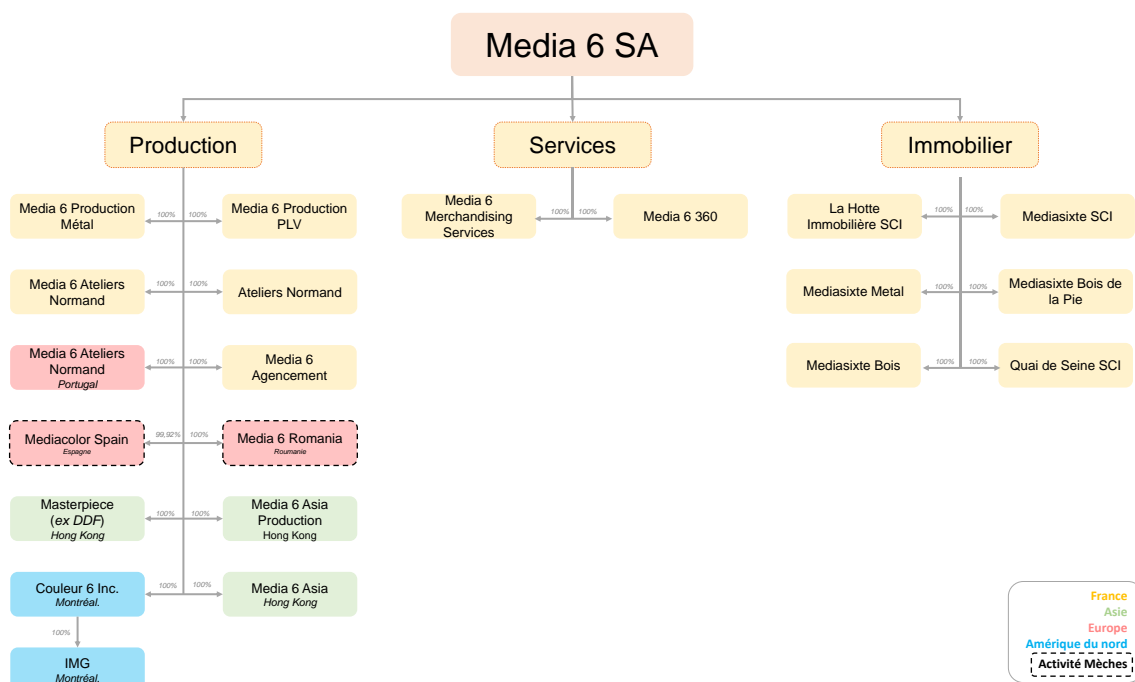 Media 6 SA
Production
Services
Immobilier
Media 6 Production
Métal
100%
100%
Media 6 Production
PLV
Media 6
Merchandising
Services
100%
100%
Media 6 360
La Hotte
Immobilière SCI
100%
100%
Mediasixte SCI
Media 6 Ateliers
Normand
100%
100%
Ateliers Normand
Mediasixte Metal
100%
100%
Mediasixte Bois de
la Pie
Media 6 Ateliers
Normand
Portugal
100%
100%
Media 6
Agencement
Mediasixte Bois
100%
100%
Quai de Seine SCI
Mediacolor Spain
Espagne
99,92%
100%
Media 6 Romania
Roumanie
Masterpiece
(ex DDF)
Hong Kong
100%
100%
Media 6 Asia
Production
Hong Kong
Couleur 6 Inc.
Montréal.
100%
100%
Media 6 Asia
Hong Kong
100%
IMG
Montréal.
France
Asie
Europe
Amérique du nord
Activité Mèches